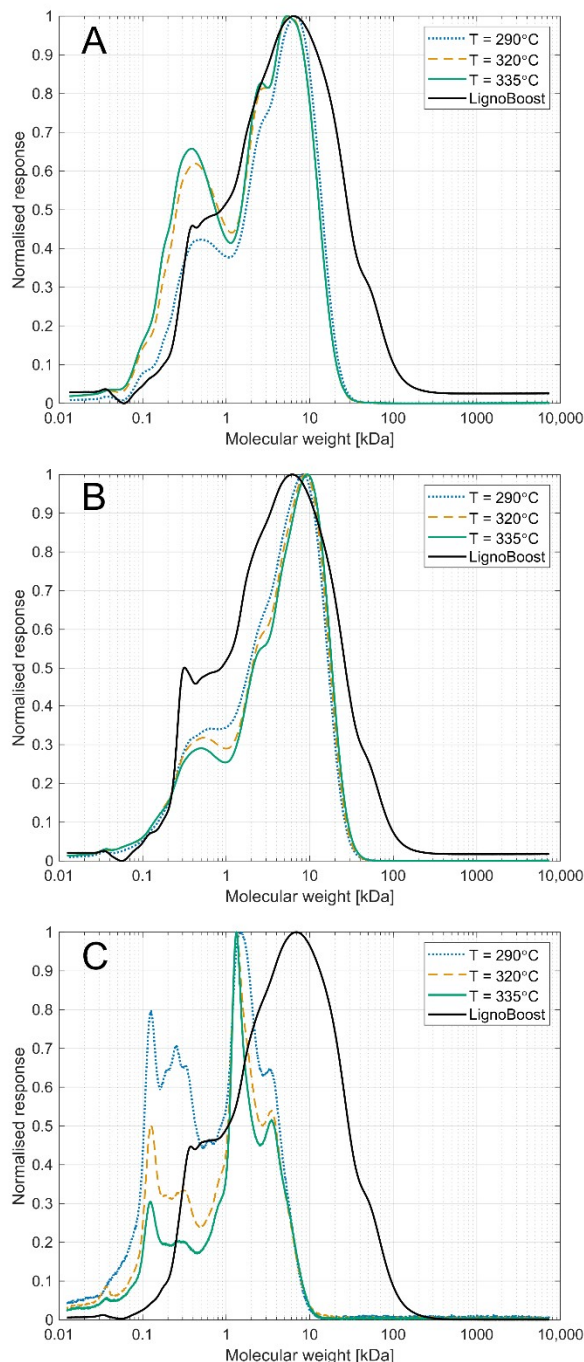 A
T = 290°C
T = 320°C
T = 335°C
LignoBoost
Normalised response
1
0.9
0.8
0.7
0.6
0.5
0.4
0.3
0.2
0.1
0
0.01 0.1 1 10 100 1000 10,000
Molecular weight [kDa]
B
T = 290°C
T = 320°C
T = 335°C
LignoBoost
Normalised response
1
0.9
0.8
0.7
0.6
0.5
0.4
0.3
0.2
0.1
0
0.01 0.1 1 10 100 1000 10,000
Molecular weight [kDa]
C
T = 290°C
T = 320°C
T = 335°C
LignoBoost
Normalised response
1
0.9
0.8
0.7
0.6
0.5
0.4
0.3
0.2
0.1
0
0.01 0.1 1 10 100 1000 10,000
Molecular weight [kDa]